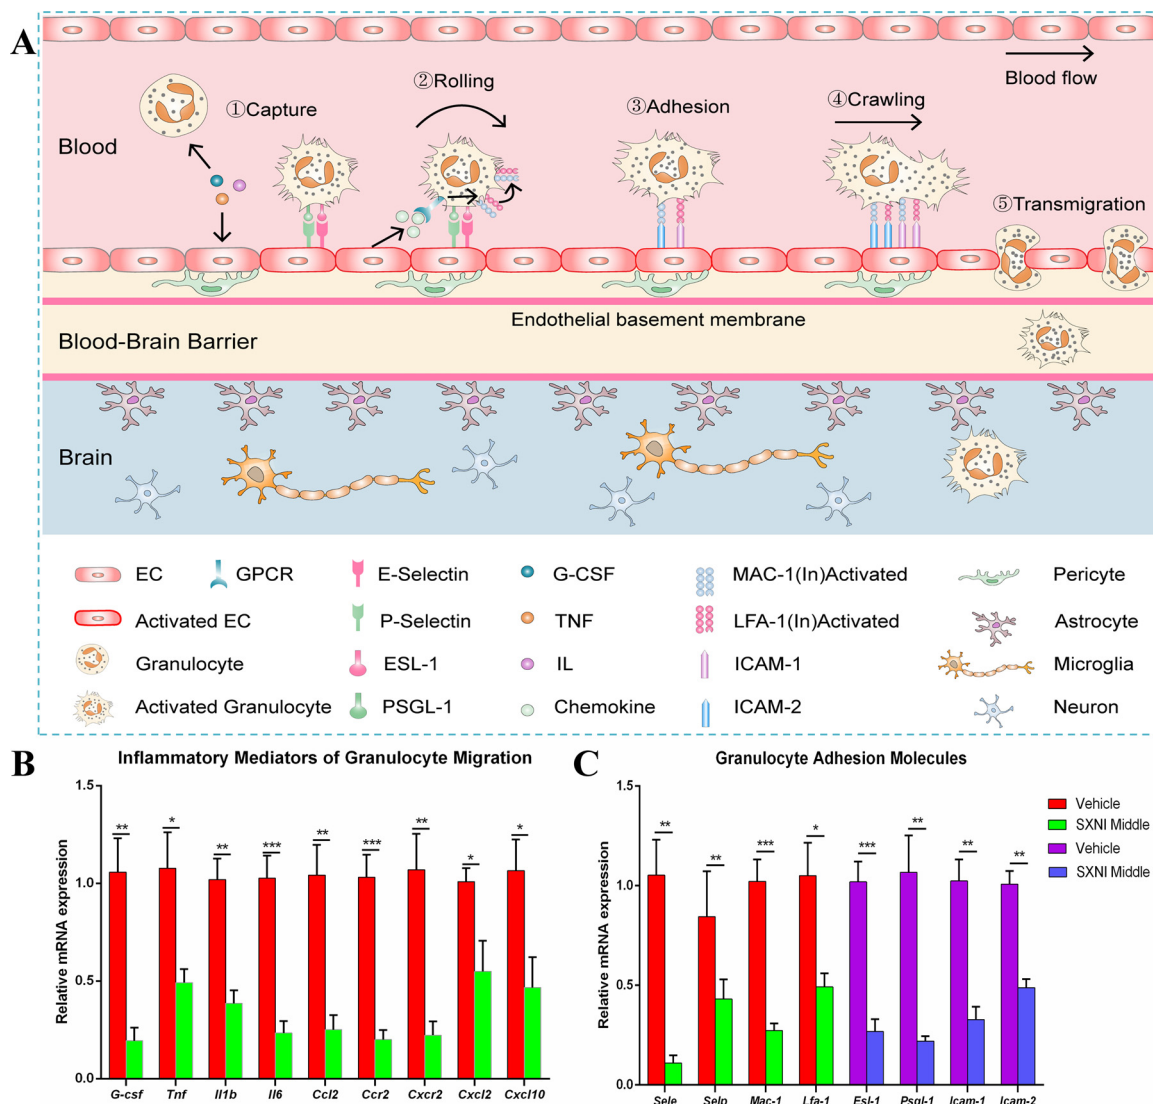 A
①Capture
②Rolling
③Adhesion
④Crawling
Blood flow
Blood
⑤Transmigration
Endothelial basement membrane
Blood-Brain Barrier
Brain
EC
GPCR
E-Selectin
G-CSF
MAC-1(In)Activated
Pericyte
Activated EC
P-Selectin
TNF
LFA-1(In)Activated
Astrocyte
Granulocyte
ESL-1
IL
ICAM-1
Microglia
Activated Granulocyte
PSGL-1
Chemokine
ICAM-2
Neuron
B
Inflammatory Mediators of Granulocyte Migration
Relative mRNA expression
1.5
1.0
0.5
0.0
** * ** *** ** *** ** * *
G-csf Tnf Il1b Il6 Ccl2 Ccr2 Cxcr2 Cxcl2 Cxcl10
C
Granulocyte Adhesion Molecules
Relative mRNA expression
1.5
1.0
0.5
0.0
** ** *** * *** ** ** **
Sele Selp Mac-1 Lfa-1 Esl-1 Psgl-1 Icam-1 Icam-2
Vehicle
SXNI Middle
Vehicle
SXNI Middle